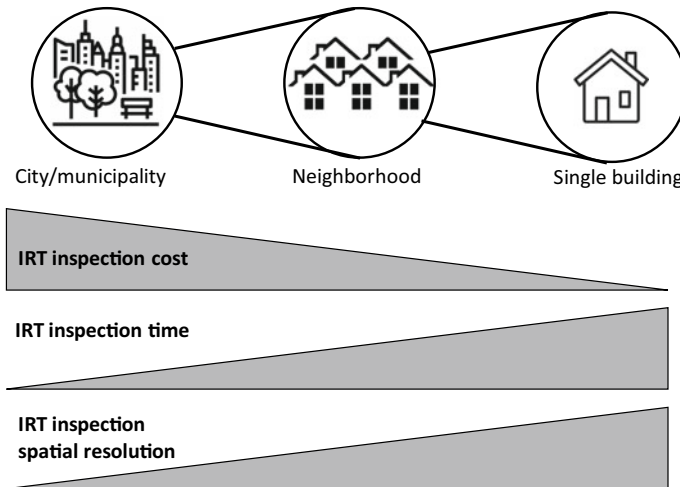 City/municipality
Neighborhood
Single building
IRT inspection cost
IRT inspection time
IRT inspection
spatial resolution